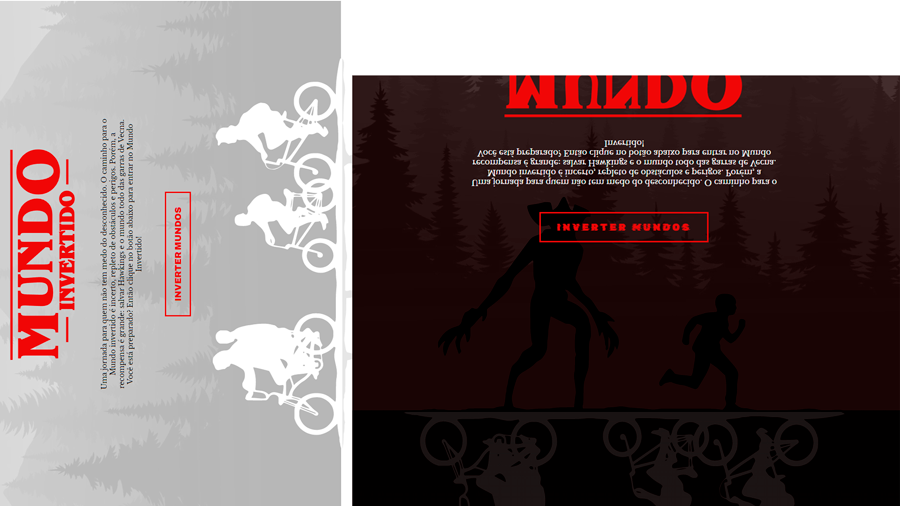 MUNDO
INVERTIDO
Uma jornada para quem não tem medo do desconhecido. O caminho para o
Mundo invertido é incerto, repleto de obstáculos e perigos. Porém, a
recompensa é grande: salvar Hawkings e o mundo todo das garras de Vecna.
Você está preparado? Então clique no botão abaixo para entrar no Mundo
Invertido!
INVERTER MUNDOS
MUNDO
Uma jornada para quem não tem medo do desconhecido. O caminho para o
Mundo invertido é incerto, repleto de obstáculos e perigos. Porém, a
recompensa é grande: salvar Hawkings e o mundo todo das garras de Vecna.
Você está preparado? Então clique no botão abaixo para entrar no Mundo
Invertido!
INVERTER MUNDOS